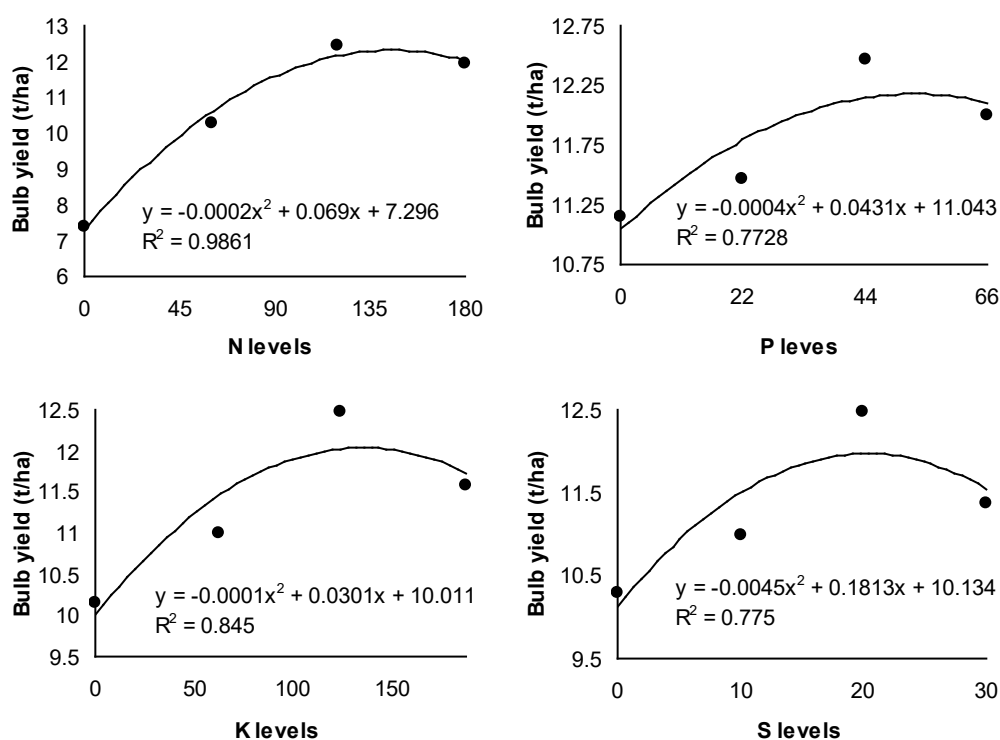 Bulb yield (t/ha)
13
12
11
10
9
8
7
6
y = -0.0002x² + 0.069x + 7.296
R² = 0.9861
0 45 90 135 180
N levels
Bulb yield (t/ha)
12.75
12.25
11.75
11.25
10.75
y = -0.0004x² + 0.0431x + 11.043
R² = 0.7728
0 22 44 66
P leves
Bulb yield (t/ha)
12.5
12
11.5
11
10.5
10
9.5
y = -0.0001x² + 0.0301x + 10.011
R² = 0.845
0 50 100 150
K levels
Bulb yield (t/ha)
12.5
11.5
10.5
9.5
y = -0.0045x² + 0.1813x + 10.134
R² = 0.775
0 10 20 30
S levels